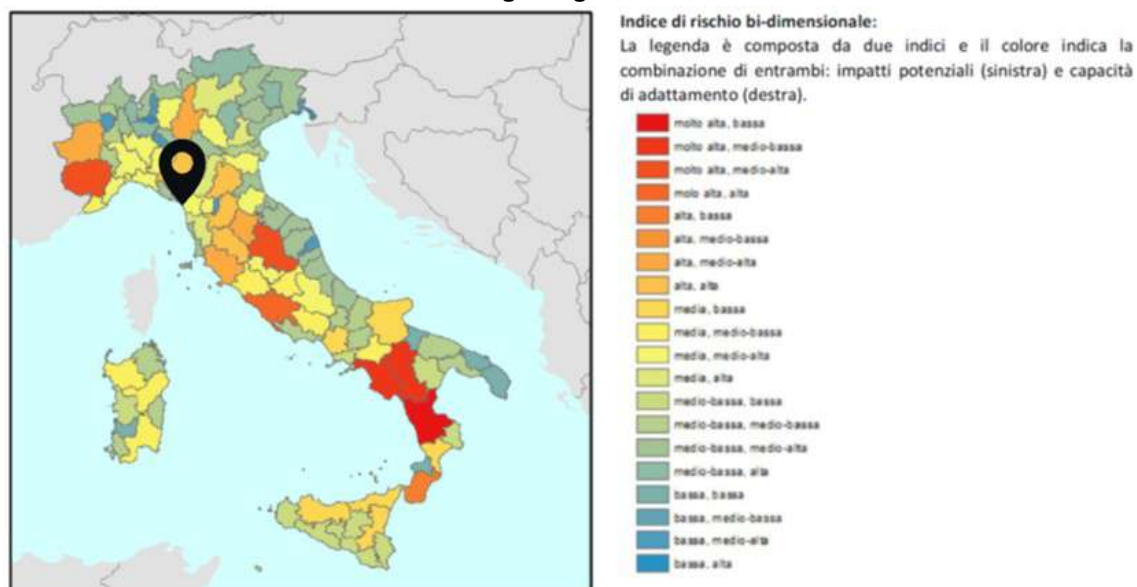 Indice di rischio bi-dimensionale:
La legenda è composta da due indici e il colore indica la
combinazione di entrambi: impatti potenziali (sinistra) e capacità
di adattamento (destra).
molto alta, bassa
molto alta, medio-bassa
molto alta, medio-alta
molo alta, alta
alta, bassa
alta, medio-bassa
alta, medio-alta
alta, alta
media, bassa
media, medio-bassa
media, medio-alta
media, alta
medio-bassa, bassa
medio-bassa, medio-bassa
medio-bassa, medio-alta
medio-bassa, alta
bassa, bassa
bassa, medio-bassa
bassa, medio-alta
bassa, alta